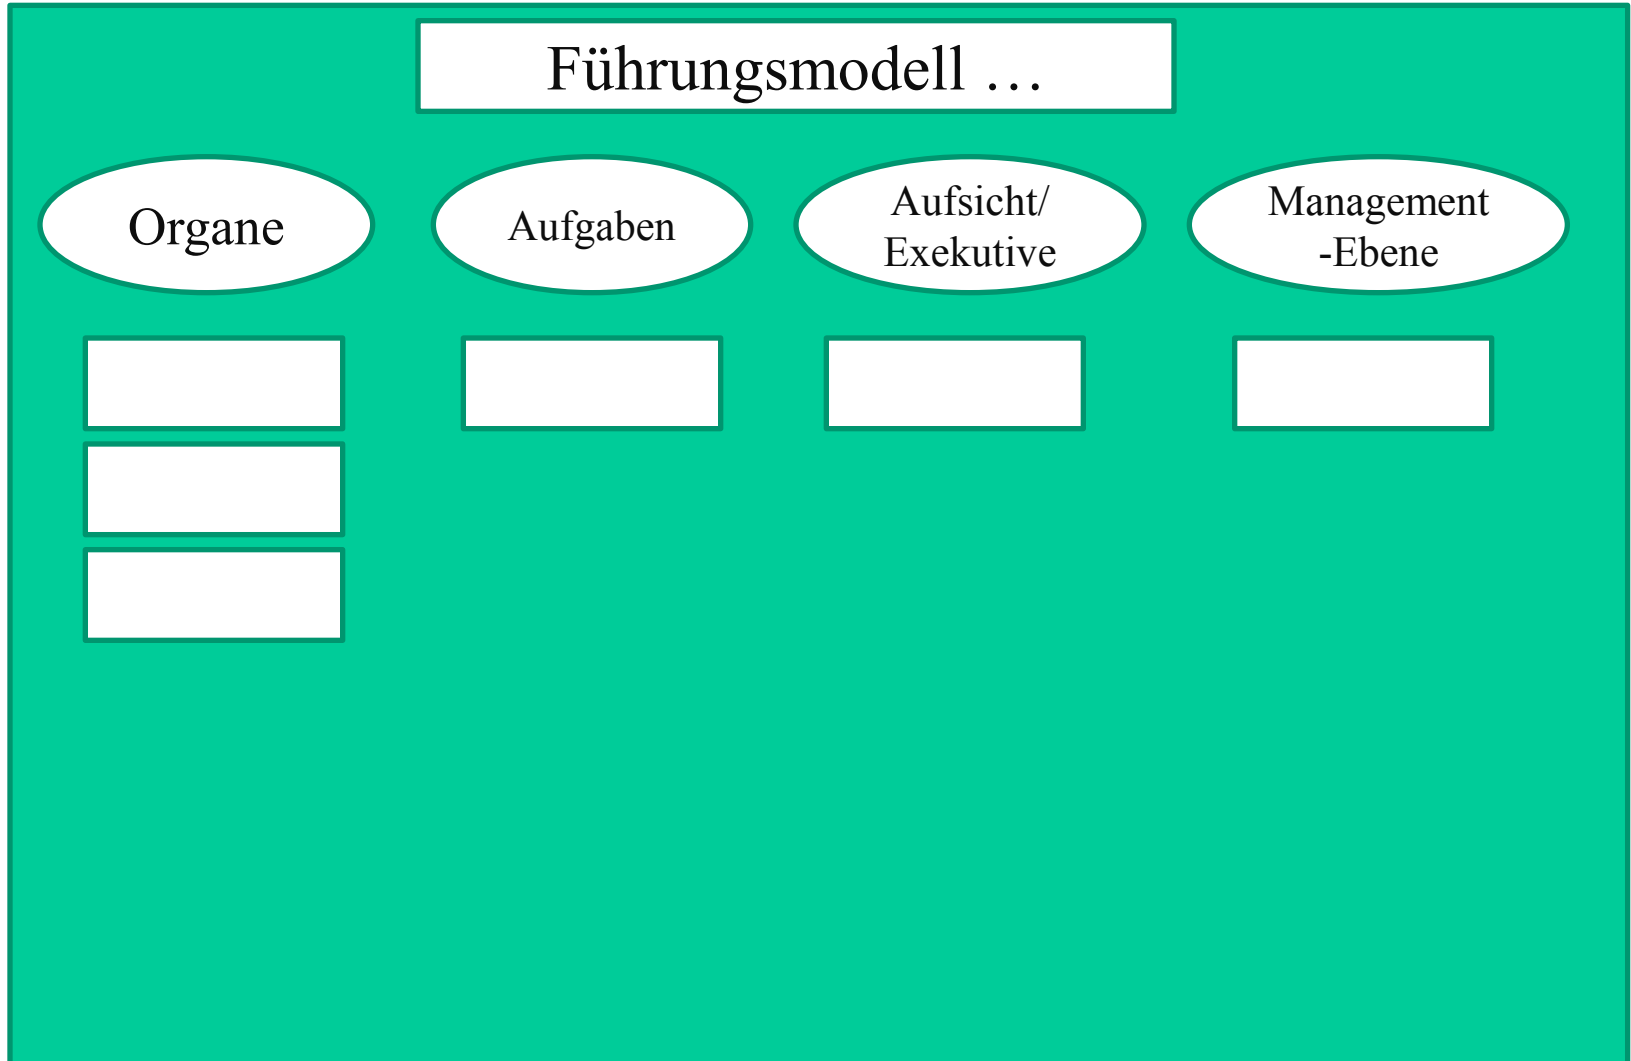 Führungsmodell …
Organe
Aufgaben
Aufsicht/
Exekutive
Management
-Ebene